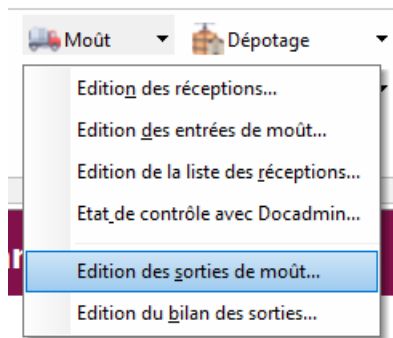 Moût Dépotage
Edition des réceptions...
Edition des entrées de moût...
Edition de la liste des réceptions...
Etat de contrôle avec Docadmin...
Edition des sorties de moût...
Edition du bilan des sorties...